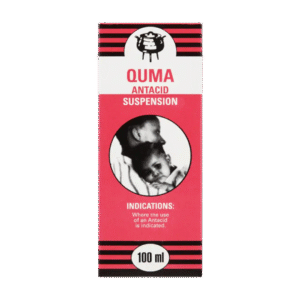 QUMA
ANTACID
SUSPENSION
INDICATIONS:
Where the use
of an Antacid
is indicated.
100 ml